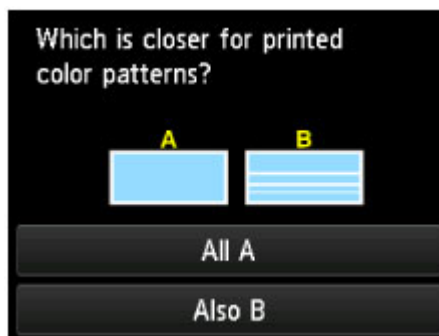 Which is closer for printed
color patterns?
A B
All A
Also B